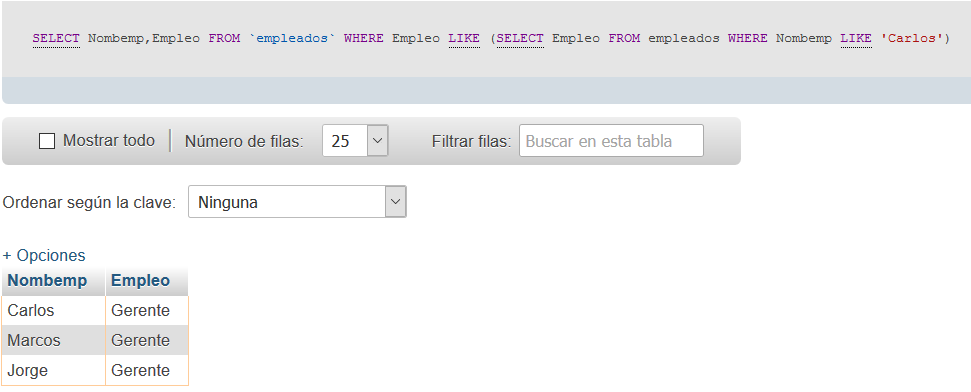 SELECT Nombemp,Empleo FROM `empleados` WHERE Empleo LIKE (SELECT Empleo FROM empleados WHERE Nombemp LIKE 'Carlos')
Mostrar todo Número de filas: 25 Filtrar filas: Buscar en esta tabla
Ordenar según la clave: Ninguna
+ Opciones
Nombemp Empleo
Carlos Gerente
Marcos Gerente
Jorge Gerente